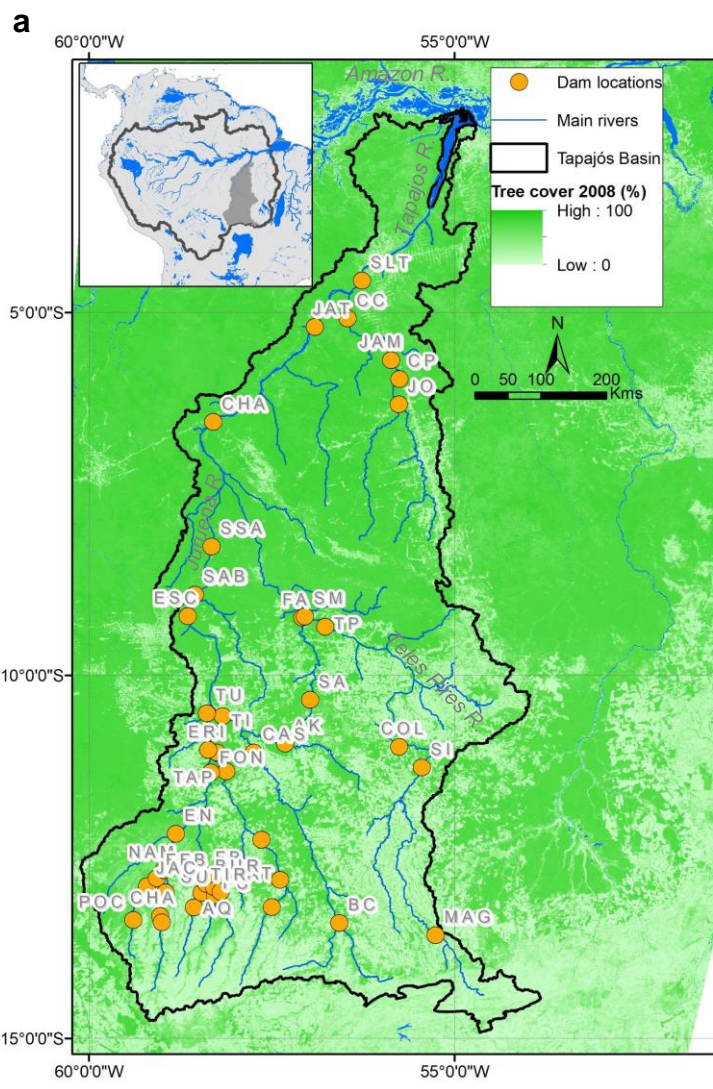 a
60°0'0"W
55°0'0"W
Amazon R.
Dam locations
Main rivers
Tapajós Basin
Tree cover 2008 (%)
High : 100
Low : 0
Tapajos R.
SLT
5°0'0"S
CC
JAT
N
JAM
CP
0 50 100 200
Kms
JO
CHA
Juruena R.
SSA
SAB
ESC
FA
SM
TP
Teles Pires R.
10°0'0"S
SA
TU
TI
AK
ERI
CAS
COL
SI
FON
TAP
EN
NAM
JAC
POC
CHA
AQ
BC
MAG
15°0'0"S
60°0'0"W
55°0'0"W